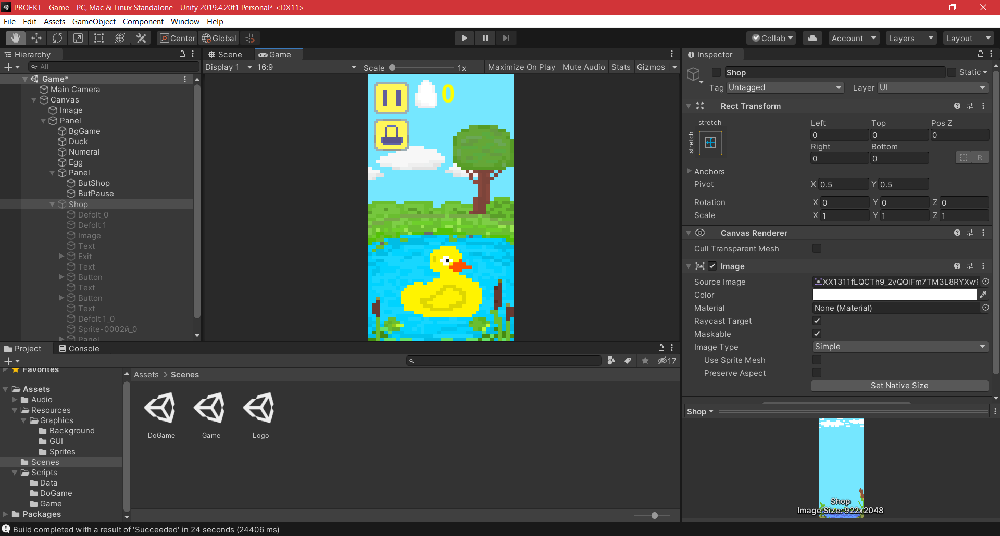 PROEKT - Game - PC, Mac & Linux Standalone - Unity 2019.4.20f1 Personal* <DX11>
File Edit Assets GameObject Component Window Help
Center Global Collab Account Layers Layout
Hierarchy
All
Game*
Main Camera
Canvas
Image
Panel
BgGame
Duck
Numeral
Egg
Panel
ButShop
ButPause
Shop
Defolt_0
Defolt 1
Image
Text
Exit
Text
Button
Text
Button
Text
Defolt 1_0
Sprite-0002й_0
Panel
Scene Game
Display 1 16:9 Scale 1x Maximize On Play Mute Audio Stats Gizmos
0
Inspector
Shop Static
Tag Untagged Layer UI
Rect Transform
stretch
stretch
Left Top Pos Z
0 0 0
Right Bottom
0 0 R
Anchors
Pivot X 0.5 Y 0.5
Rotation X 0 Y 0 Z 0
Scale X 1 Y 1 Z 1
Canvas Renderer
Cull Transparent Mesh
Image
Source Image XX1311fLQCTh9_2vQQiFm7TM3L8RYXw
Color
Material None (Material)
Raycast Target
Maskable
Image Type Simple
Use Sprite Mesh
Preserve Aspect
Set Native Size
Shop
Shop
Image Size: 922x2048
Project Console
17
Favorites
Assets
Audio
Resources
Graphics
Background
GUI
Sprites
Scenes
Scripts
Data
DoGame
Game
Packages
Assets > Scenes
DoGame Game Logo
Build completed with a result of 'Succeeded' in 24 seconds (24406 ms)